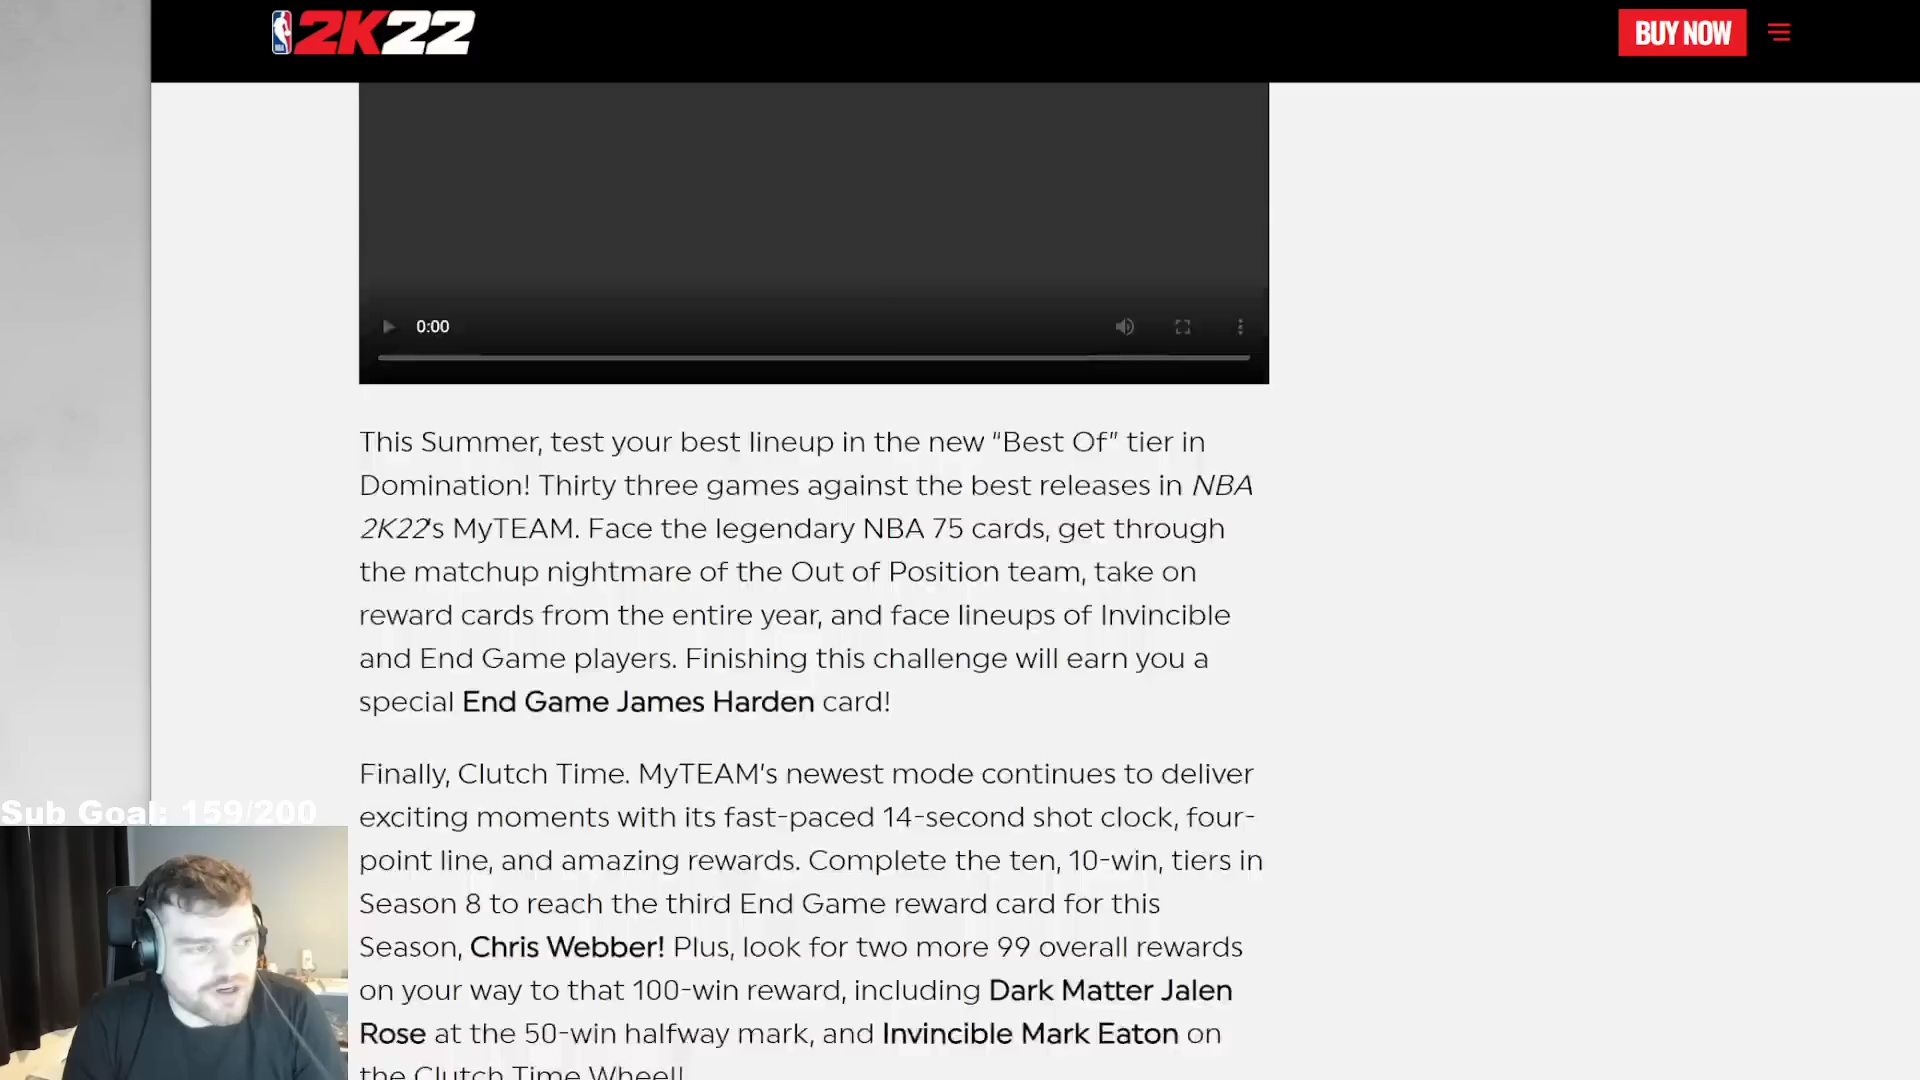 NBA 2K22
BUY NOW
0:00
This Summer, test your best lineup in the new “Best Of” tier in
Domination! Thirty three games against the best releases in NBA
2K22's MyTEAM. Face the legendary NBA 75 cards, get through
the matchup nightmare of the Out of Position team, take on
reward cards from the entire year, and face lineups of Invincible
and End Game players. Finishing this challenge will earn you a
special End Game James Harden card!
Finally, Clutch Time. MyTEAM's newest mode continues to deliver
exciting moments with its fast-paced 14-second shot clock, four-
point line, and amazing rewards. Complete the ten, 10-win, tiers in
Season 8 to reach the third End Game reward card for this
Season, Chris Webber! Plus, look for two more 99 overall rewards
on your way to that 100-win reward, including Dark Matter Jalen
Rose at the 50-win halfway mark, and Invincible Mark Eaton on
the Clutch Time Wheel!
Sub Goal: 159/200